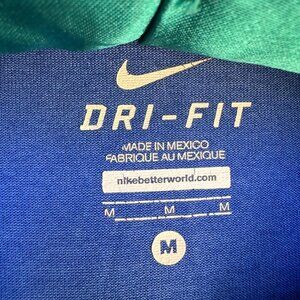 DRI-FIT
MADE IN MEXICO
FABRIQUE AU MEXIQUE
nikebetterworld.com
M M M
M